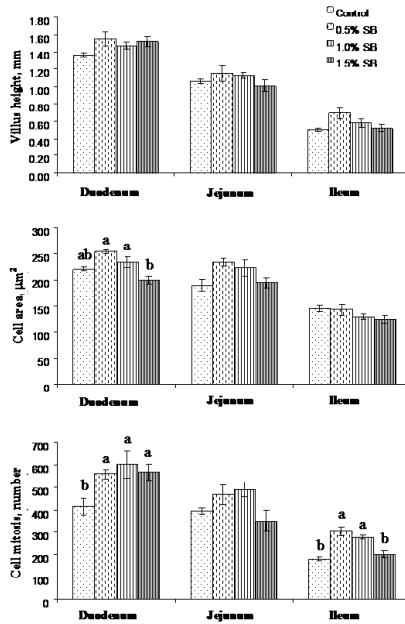 Control
0.5% SB
1.0% SB
1.5% SB
Villus height, mm
1.80
1.60
1.40
1.20
1.00
0.80
0.60
0.40
0.20
0.00
Duodenum
Jejunum
Ileum
Cell area, µm²
300
250
200
150
100
50
0
ab
a
a
b
Duodenum
Jejunum
Ileum
Cell mitosis, number
700
600
500
400
300
200
100
0
b
a
a
a
b
a
a
b
Duodenum
Jejunum
Ileum